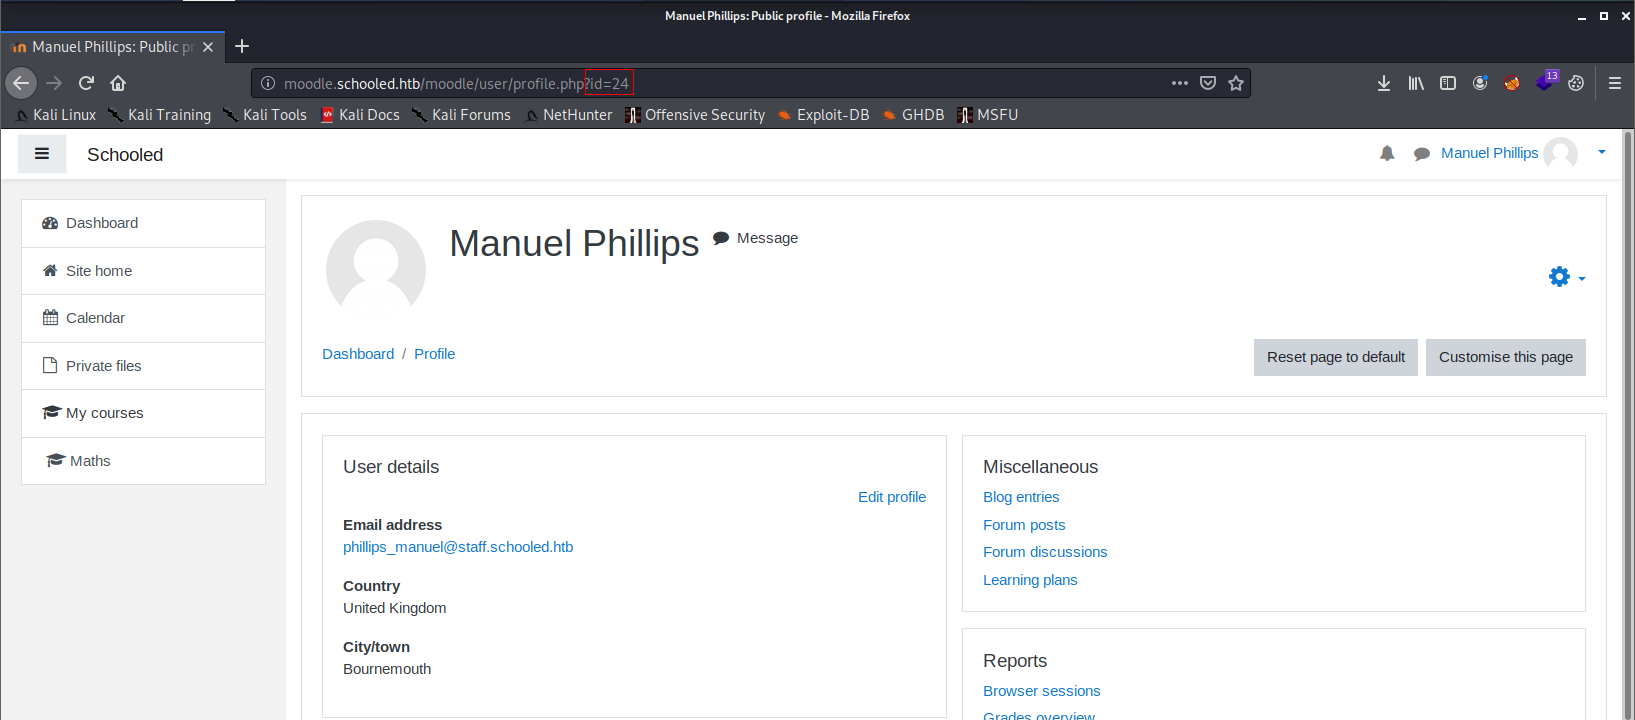 Manuel Phillips: Public profile - Mozilla Firefox
Manuel Phillips: Public pr
moodle.schooled.htb/moodle/user/profile.php?id=24
13
Kali Linux Kali Training Kali Tools Kali Docs Kali Forums NetHunter Offensive Security Exploit-DB GHDB MSFU
Schooled
Manuel Phillips
Dashboard
Site home
Calendar
Private files
My courses
Maths
Manuel Phillips
Message
Dashboard / Profile
Reset page to default
Customise this page
User details
Edit profile
Email address
phillips_manuel@staff.schooled.htb
Country
United Kingdom
City/town
Bournemouth
Miscellaneous
Blog entries
Forum posts
Forum discussions
Learning plans
Reports
Browser sessions
Grades overview